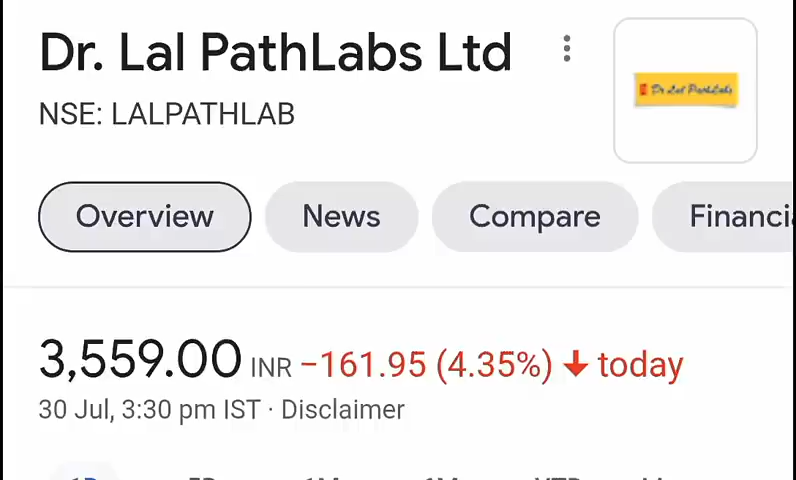 Dr. Lal PathLabs Ltd
NSE: LALPATHLAB
Dr Lal PathLabs
Overview News Compare Financi
3,559.00 INR −161.95 (4.35%) ↓ today
30 Jul, 3:30 pm IST · Disclaimer